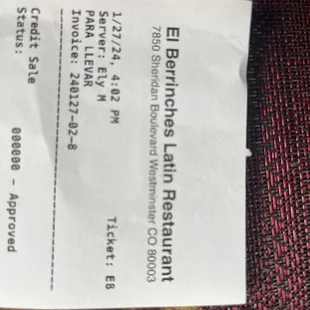 El Berrinches Latin Restaurant
7850 Sheridan Boulevard Westminster CO 80003
1/27/24, 4:02 PM
Server: Ely M Ticket: E8
PARA LLEVAR
Invoice: 240127-02-8
Credit Sale
Status: 000000 - Approved